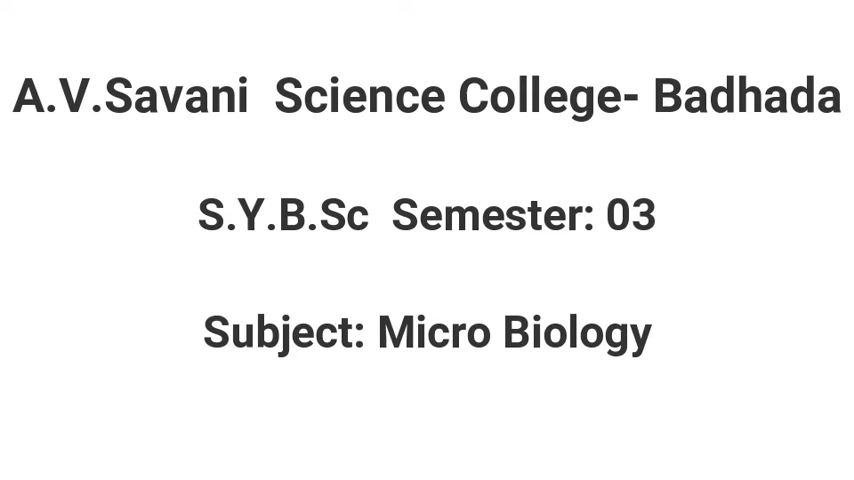 A.V.Savani  Science College- Badhada
S.Y.B.Sc  Semester: 03
Subject: Micro Biology